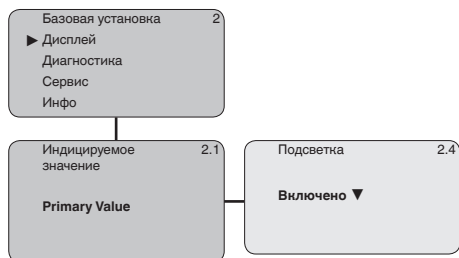 Базовая установка 2
▶ Дисплей
Диагностика
Сервис
Инфо
Индицируемое 2.1
значение
Primary Value
Подсветка 2.4
Включено ▼